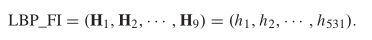 LBP_FI = (H₁, H₂, ⋯ , H₉) = (h₁, h₂, ⋯ , h₅₃₁).